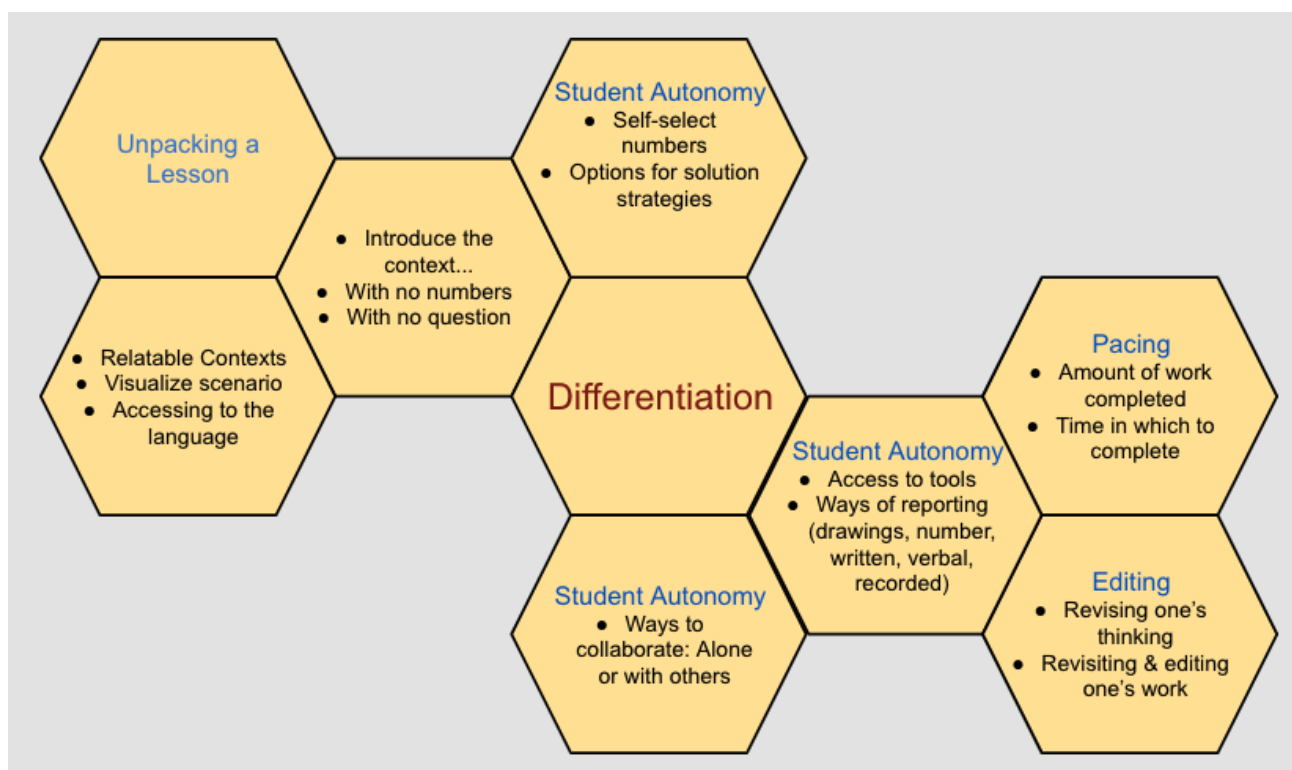 Unpacking a
Lesson
● Relatable Contexts
● Visualize scenario
● Accessing to the
language
● Introduce the
context...
● With no numbers
● With no question
Student Autonomy
● Self-select
numbers
● Options for solution
strategies
Differentiation
Student Autonomy
● Ways to
collaborate: Alone
or with others
Student Autonomy
● Access to tools
● Ways of reporting
(drawings, number,
written, verbal,
recorded)
Pacing
● Amount of work
completed
● Time in which to
complete
Editing
● Revising one’s
thinking
● Revisiting & editing
one’s work